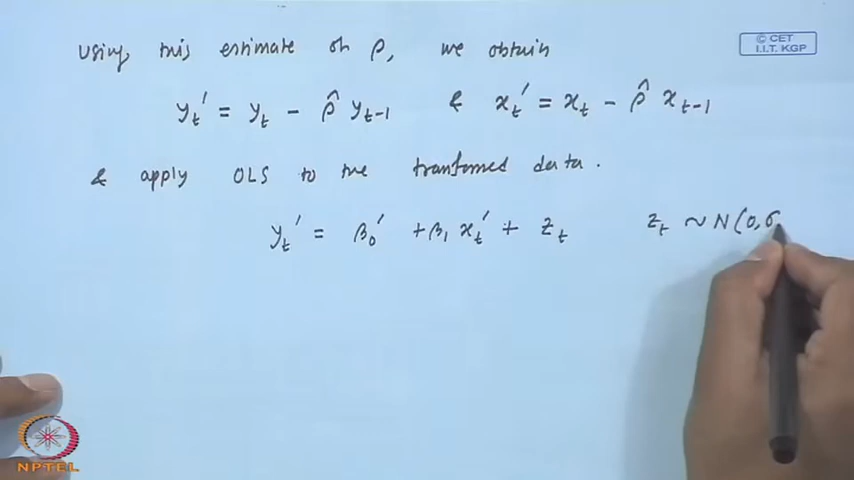 © CET
I.I.T. KGP
Using this estimate of ρ, we obtain
y_t' = y_t − ρ̂ y_{t−1} & x_t' = x_t − ρ̂ x_{t−1}
& apply OLS to the transformed data.
y_t' = β_0' + β_1 x_t' + z_t z_t ~ N(0, σ
NPTEL